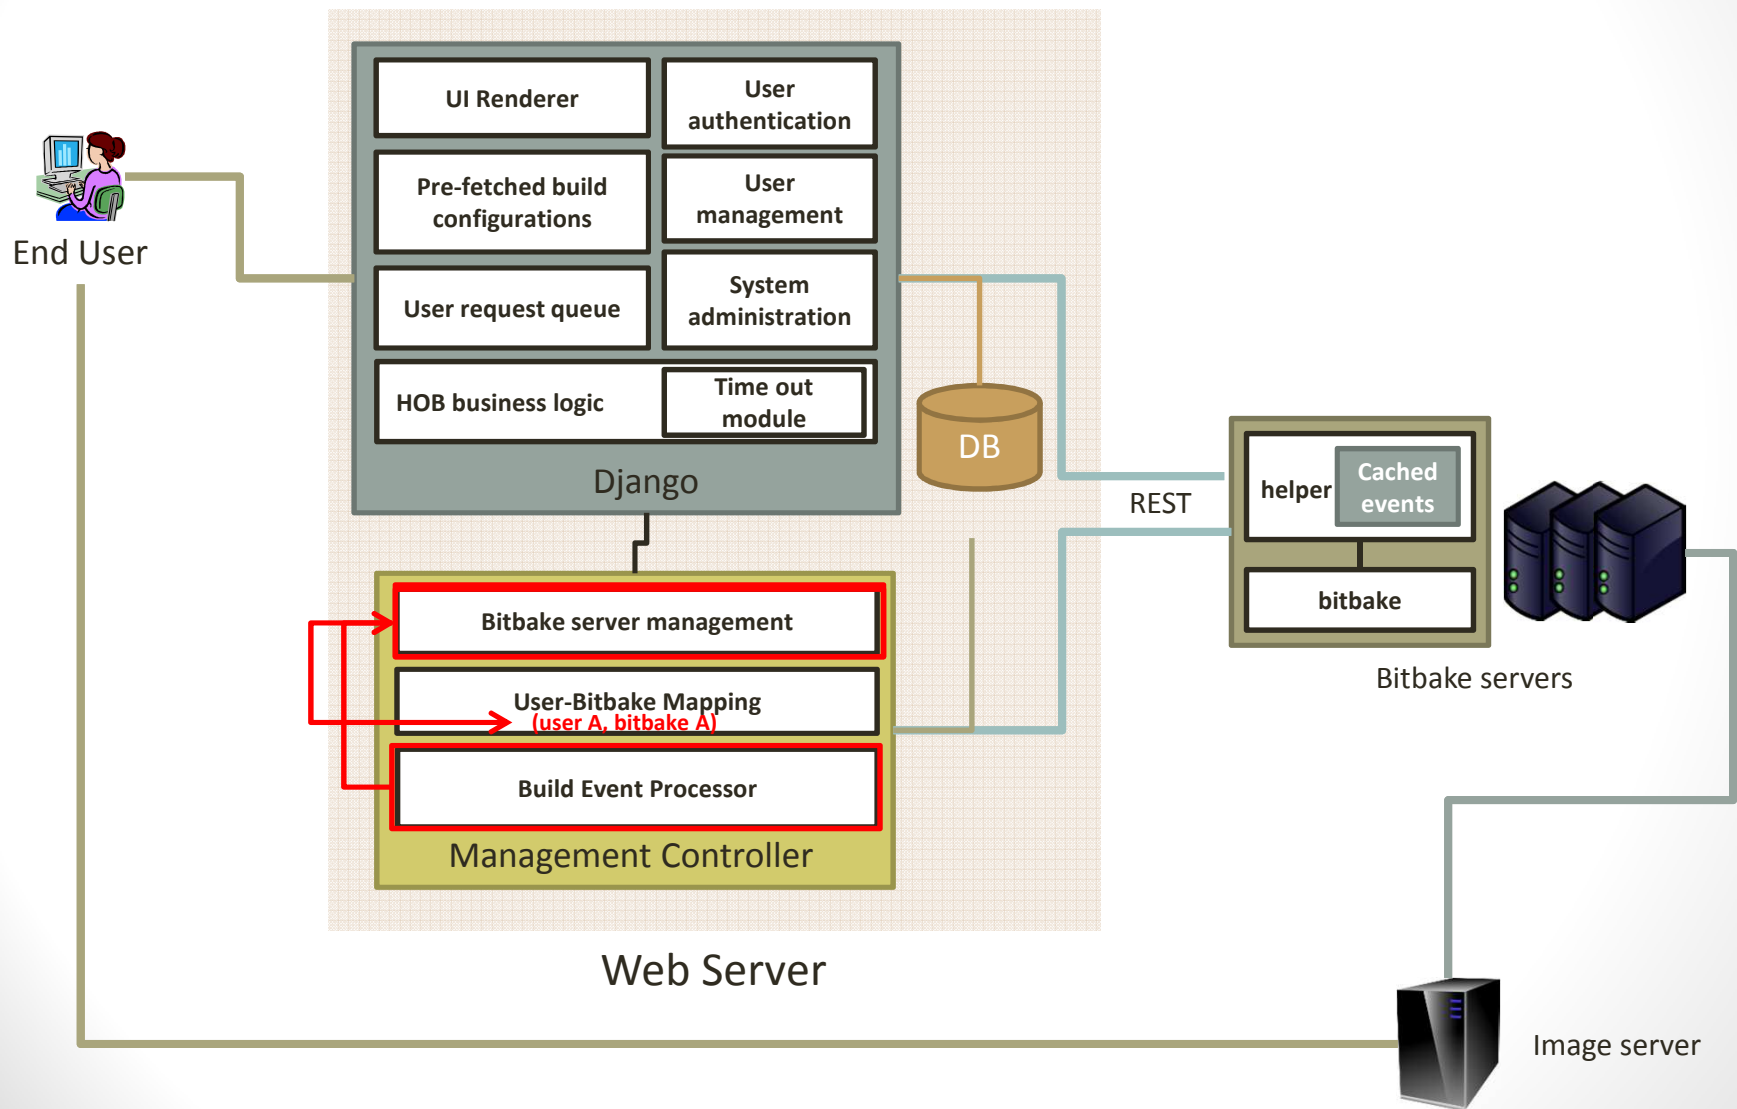 UI Renderer
User
authentication
Pre-fetched build
configurations
User
management
End User
User request queue
System
administration
HOB business logic
Time out
module
Django
DB
REST
helper
Cached
events
bitbake
Bitbake servers
Bitbake server management
User-Bitbake Mapping
(user A, bitbake A)
Build Event Processor
Management Controller
Web Server
Image server